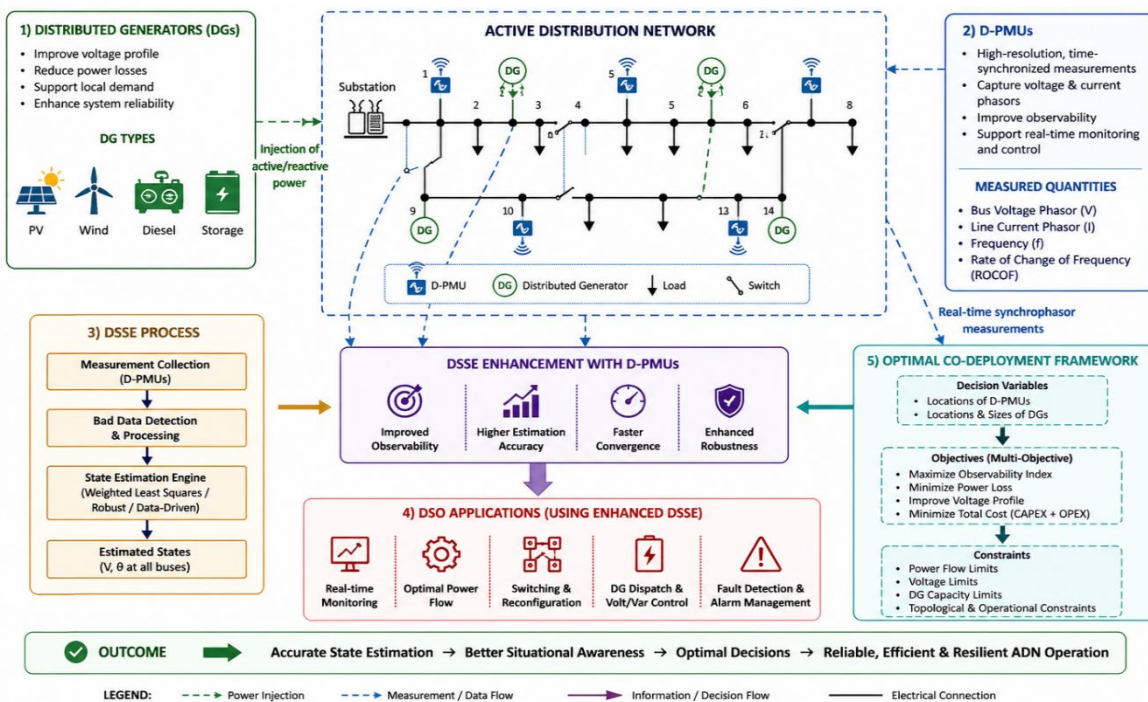 1) DISTRIBUTED GENERATORS (DGs)
• Improve voltage profile
• Reduce power losses
• Support local demand
• Enhance system reliability
DG TYPES
PV
Wind
Diesel
Storage
Injection of
active/reactive
power
ACTIVE DISTRIBUTION NETWORK
Substation
1
DG
5
DG
2
3
4
5
6
8
9
DG
10
13
14
DG
D-PMU
DG
Distributed Generator
Load
Switch
2) D-PMUs
• High-resolution, time-
synchronized measurements
• Capture voltage & current
phasors
• Improve observability
• Support real-time monitoring
and control
MEASURED QUANTITIES
• Bus Voltage Phasor (V)
• Line Current Phasor (I)
• Frequency (f)
• Rate of Change of Frequency
(ROCOF)
Real-time synchrophasor
measurements
3) DSSE PROCESS
Measurement Collection
(D-PMUs)
Bad Data Detection
& Processing
State Estimation Engine
(Weighted Least Squares /
Robust / Data-Driven)
Estimated States
(V, θ at all buses)
DSSE ENHANCEMENT WITH D-PMUs
Improved
Observability
Higher Estimation
Accuracy
Faster
Convergence
Enhanced
Robustness
4) DSO APPLICATIONS (USING ENHANCED DSSE)
Real-time
Monitoring
Optimal Power
Flow
Switching &
Reconfiguration
DG Dispatch &
Volt/Var Control
Fault Detection &
Alarm Management
5) OPTIMAL CO-DEPLOYMENT FRAMEWORK
Decision Variables
• Locations of D-PMUs
• Locations & Sizes of DGs
Objectives (Multi-Objective)
• Maximize Observability Index
• Minimize Power Loss
• Improve Voltage Profile
• Minimize Total Cost (CAPEX + OPEX)
Constraints
• Power Flow Limits
• Voltage Limits
• DG Capacity Limits
• Topological & Operational Constraints
OUTCOME
Accurate State Estimation → Better Situational Awareness → Optimal Decisions → Reliable, Efficient & Resilient ADN Operation
LEGEND:
Power Injection
Measurement / Data Flow
Information / Decision Flow
Electrical Connection